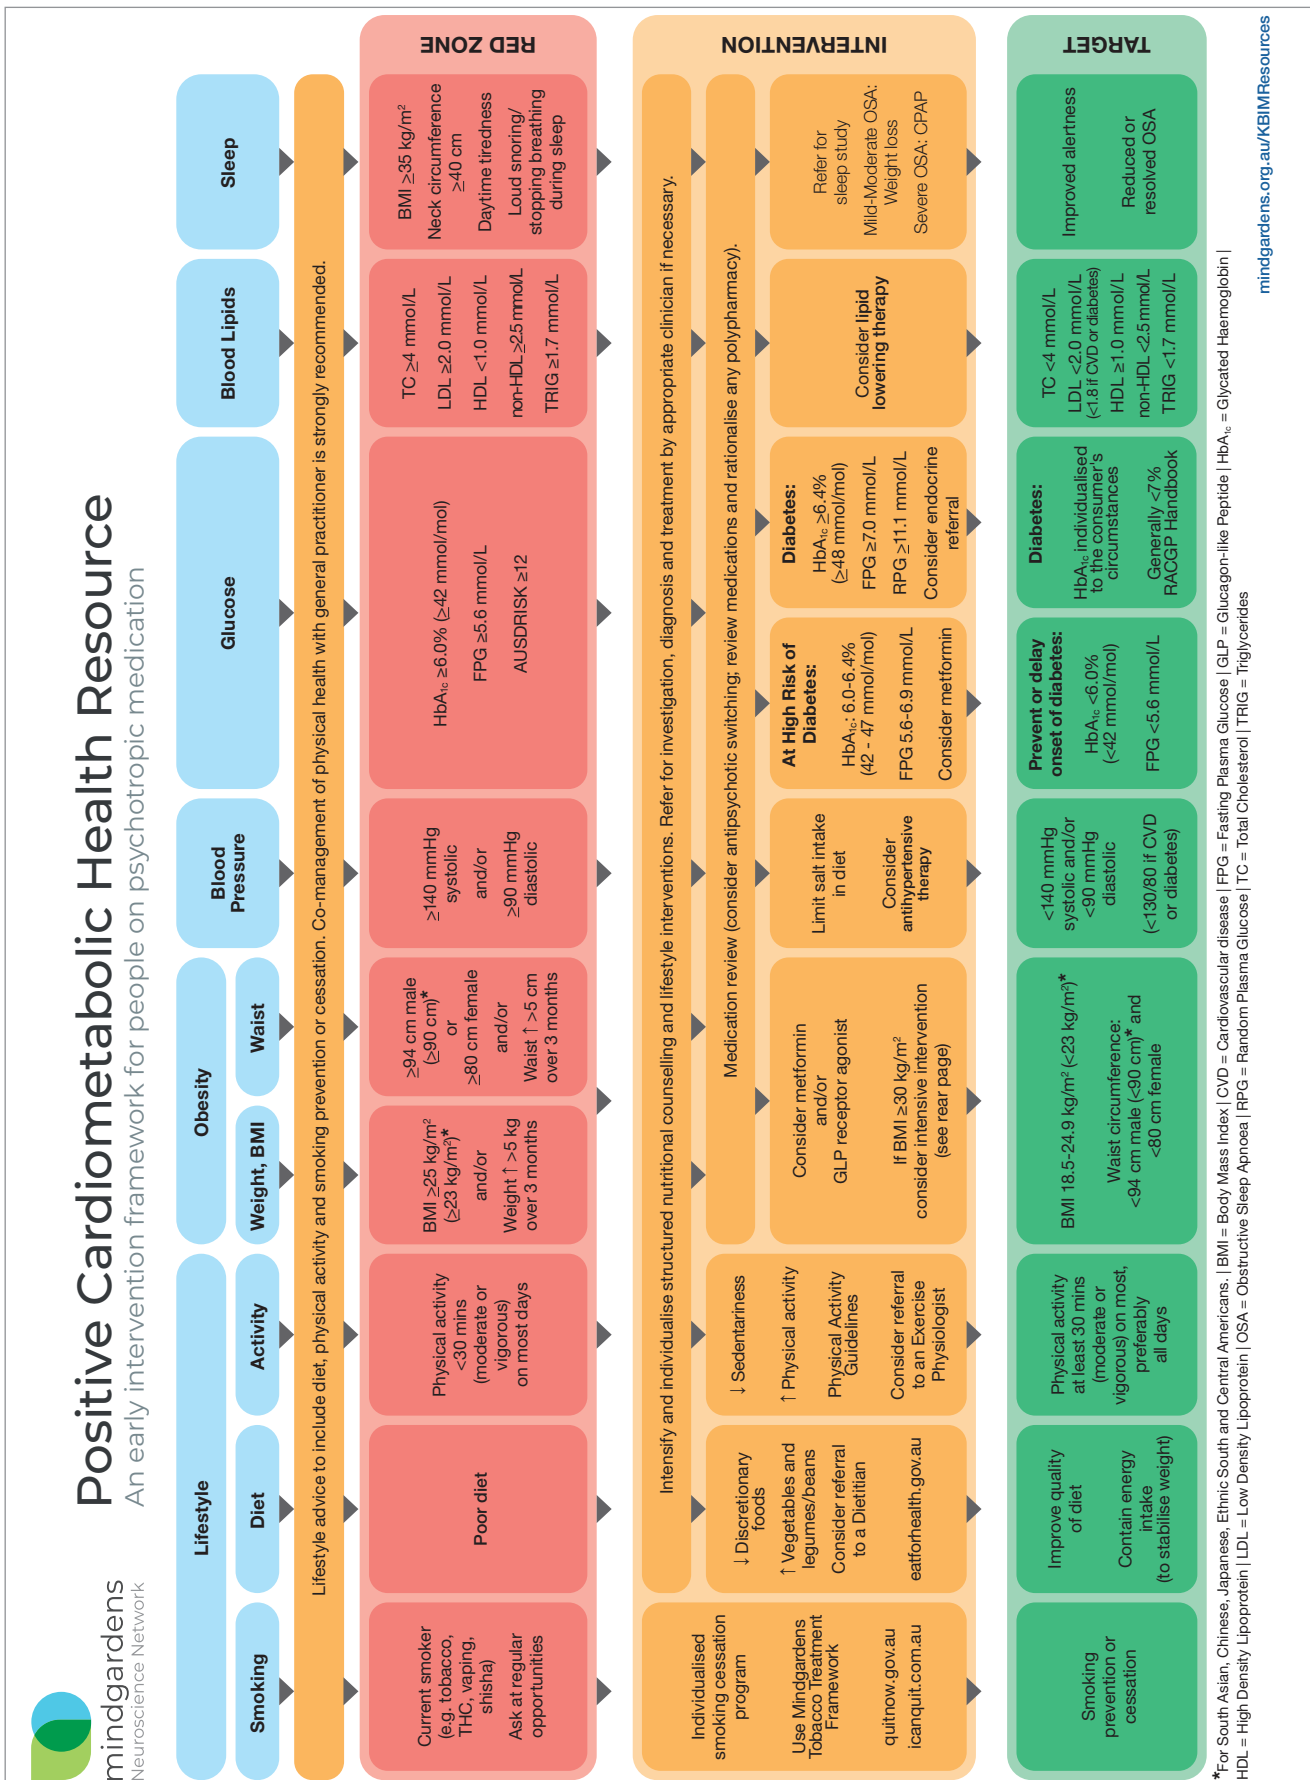 mindgardens
Neuroscience Network
Positive Cardiometabolic Health Resource
An early intervention framework for people on psychotropic medication
Lifestyle
Obesity
Blood
Pressure
Glucose
Blood Lipids
Sleep
Smoking
Diet
Activity
Weight, BMI
Waist
Lifestyle advice to include diet, physical activity and smoking prevention or cessation. Co-management of physical health with general practitioner is strongly recommended.
RED ZONE
Current smoker
(e.g. tobacco,
THC, vaping,
shisha)
Ask at regular
opportunities
Poor diet
Physical activity
<30 mins
(moderate or
vigorous)
on most days
BMI ≥25 kg/m²
(≥23 kg/m²)*
and/or
Weight ↑ >5 kg
over 3 months
≥94 cm male
(≥90 cm)*
or
≥80 cm female
and/or
Waist ↑ >5 cm
over 3 months
≥140 mmHg
systolic
and/or
≥90 mmHg
diastolic
HbA1c ≥6.0% (≥42 mmol/mol)
FPG ≥5.6 mmol/L
AUSDRISK ≥12
TC ≥4 mmol/L
LDL ≥2.0 mmol/L
HDL <1.0 mmol/L
non-HDL ≥2.5 mmol/L
TRIG ≥1.7 mmol/L
BMI ≥35 kg/m²
Neck circumference
≥40 cm
Daytime tiredness
Loud snoring/
stopping breathing
during sleep
INTERVENTION
Intensify and individualise structured nutritional counselling and lifestyle interventions. Refer for investigation, diagnosis and treatment by appropriate clinician if necessary.
Medication review (consider antipsychotic switching; review medications and rationalise any polypharmacy).
Individualised
smoking cessation
program
Use Mindgardens
Tobacco Treatment
Framework
quitnow.gov.au
icanquit.com.au
↓ Discretionary
foods
↑ Vegetables and
legumes/beans
Consider referral
to a Dietitian
eatforhealth.gov.au
↓ Sedentariness
↑ Physical activity
Physical Activity
Guidelines
Consider referral
to an Exercise
Physiologist
Consider metformin
and/or
GLP receptor agonist
If BMI ≥30 kg/m²
consider intensive intervention
(see rear page)
Limit salt intake
in diet
Consider
antihypertensive
therapy
At High Risk of
Diabetes:
HbA1c: 6.0-6.4%
(42 - 47 mmol/mol)
FPG 5.6-6.9 mmol/L
Consider metformin
Diabetes:
HbA1c ≥6.4%
(≥48 mmol/mol)
FPG ≥7.0 mmol/L
RPG ≥11.1 mmol/L
Consider endocrine
referral
Consider lipid
lowering therapy
Refer for
sleep study
Mild-Moderate OSA:
Weight loss
Severe OSA: CPAP
TARGET
Smoking
prevention or
cessation
Improve quality
of diet
Contain energy
intake
(to stabilise weight)
Physical activity
at least 30 mins
(moderate or
vigorous) on most,
preferably
all days
BMI 18.5-24.9 kg/m² (<23 kg/m²)*
Waist circumference:
<94 cm male (<90 cm)* and
<80 cm female
<140 mmHg
systolic and/or
<90 mmHg
diastolic
(<130/80 if CVD
or diabetes)
Prevent or delay
onset of diabetes:
HbA1c <6.0%
(<42 mmol/mol)
FPG <5.6 mmol/L
Diabetes:
HbA1c individualised
to the consumer's
circumstances
Generally <7%
RACGP Handbook
TC <4 mmol/L
LDL <2.0 mmol/L
(<1.8 if CVD or diabetes)
HDL ≥1.0 mmol/L
non-HDL <2.5 mmol/L
TRIG <1.7 mmol/L
Improved alertness
Reduced or
resolved OSA
*For South Asian, Chinese, Japanese, Ethnic South and Central Americans. | BMI = Body Mass Index | CVD = Cardiovascular disease | FPG = Fasting Plasma Glucose | GLP = Glucagon-like Peptide | HbA1c = Glycated Haemoglobin |
HDL = High Density Lipoprotein | LDL = Low Density Lipoprotein | OSA = Obstructive Sleep Apnoea | RPG = Random Plasma Glucose | TC = Total Cholesterol | TRIG = Triglycerides
mindgardens.org.au/KBIMResources